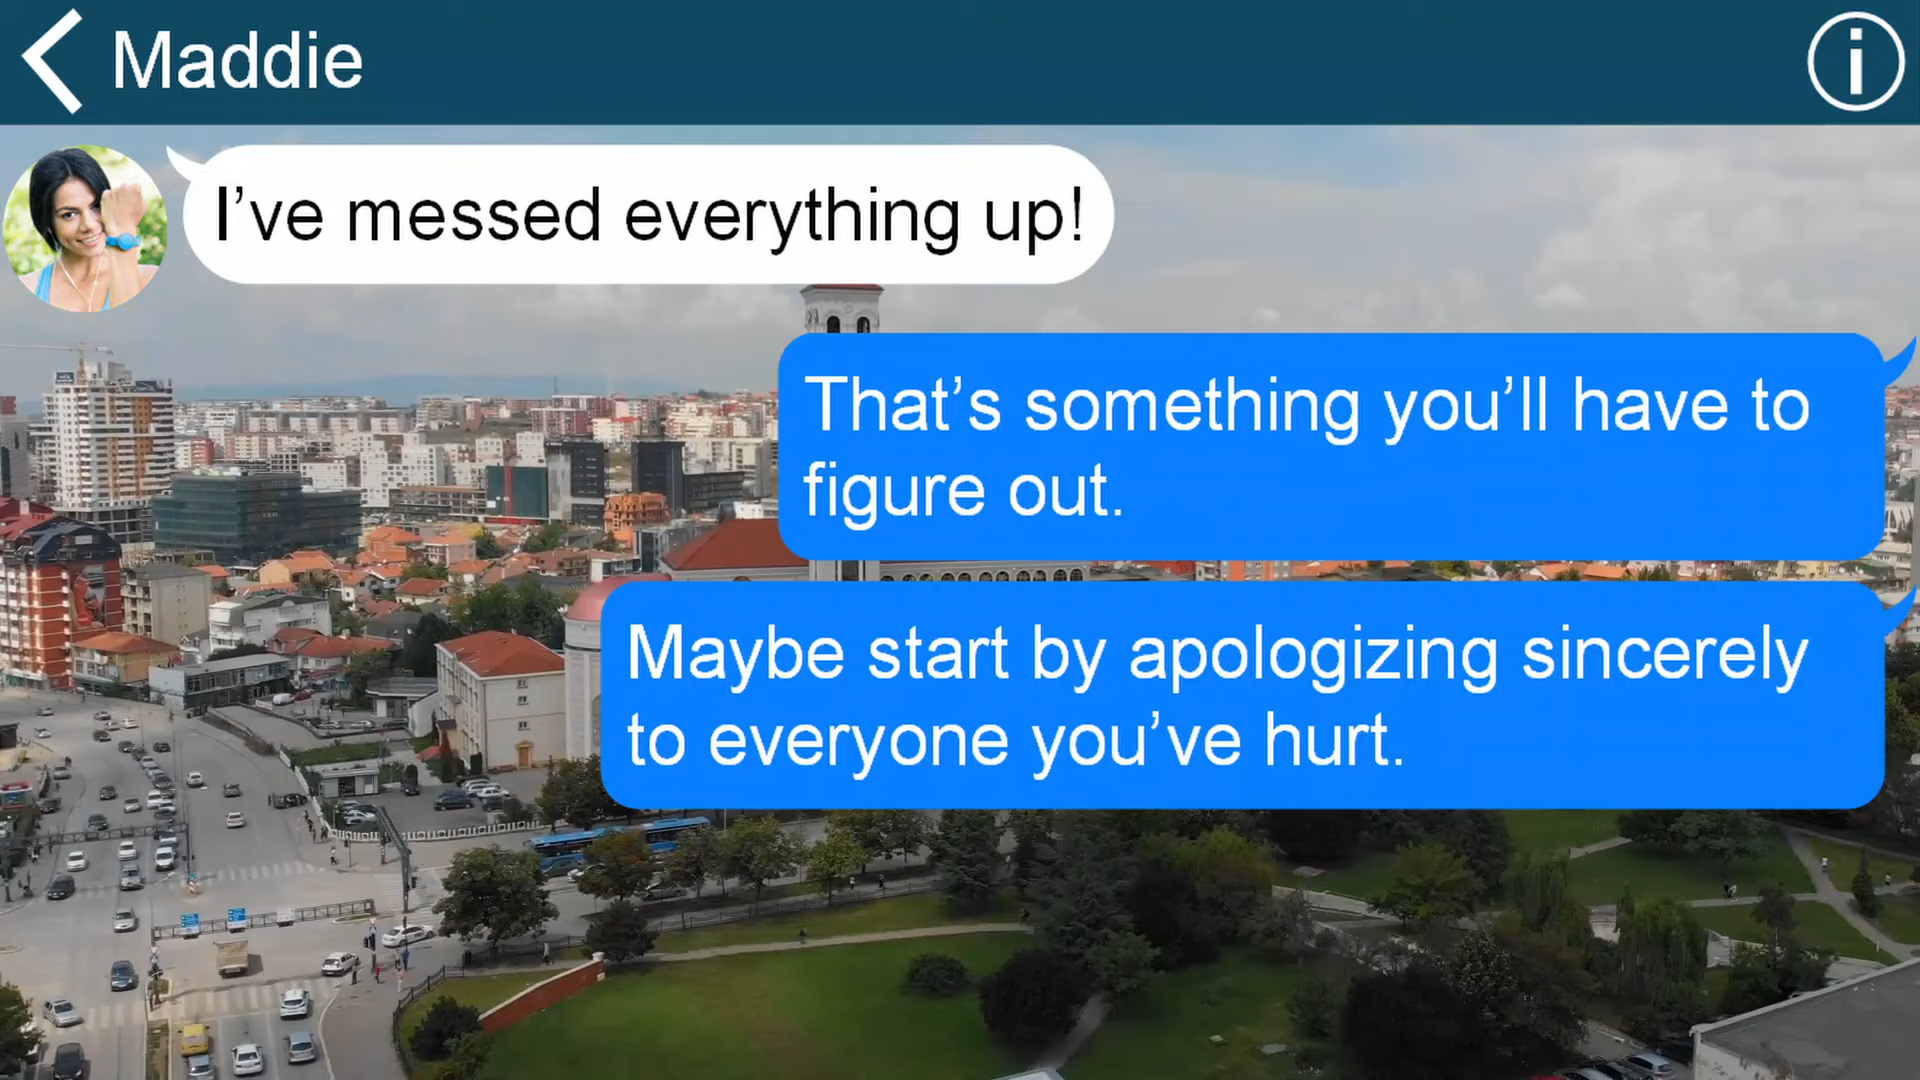 Maddie
I’ve messed everything up!
That’s something you’ll have to
figure out.
Maybe start by apologizing sincerely
to everyone you’ve hurt.